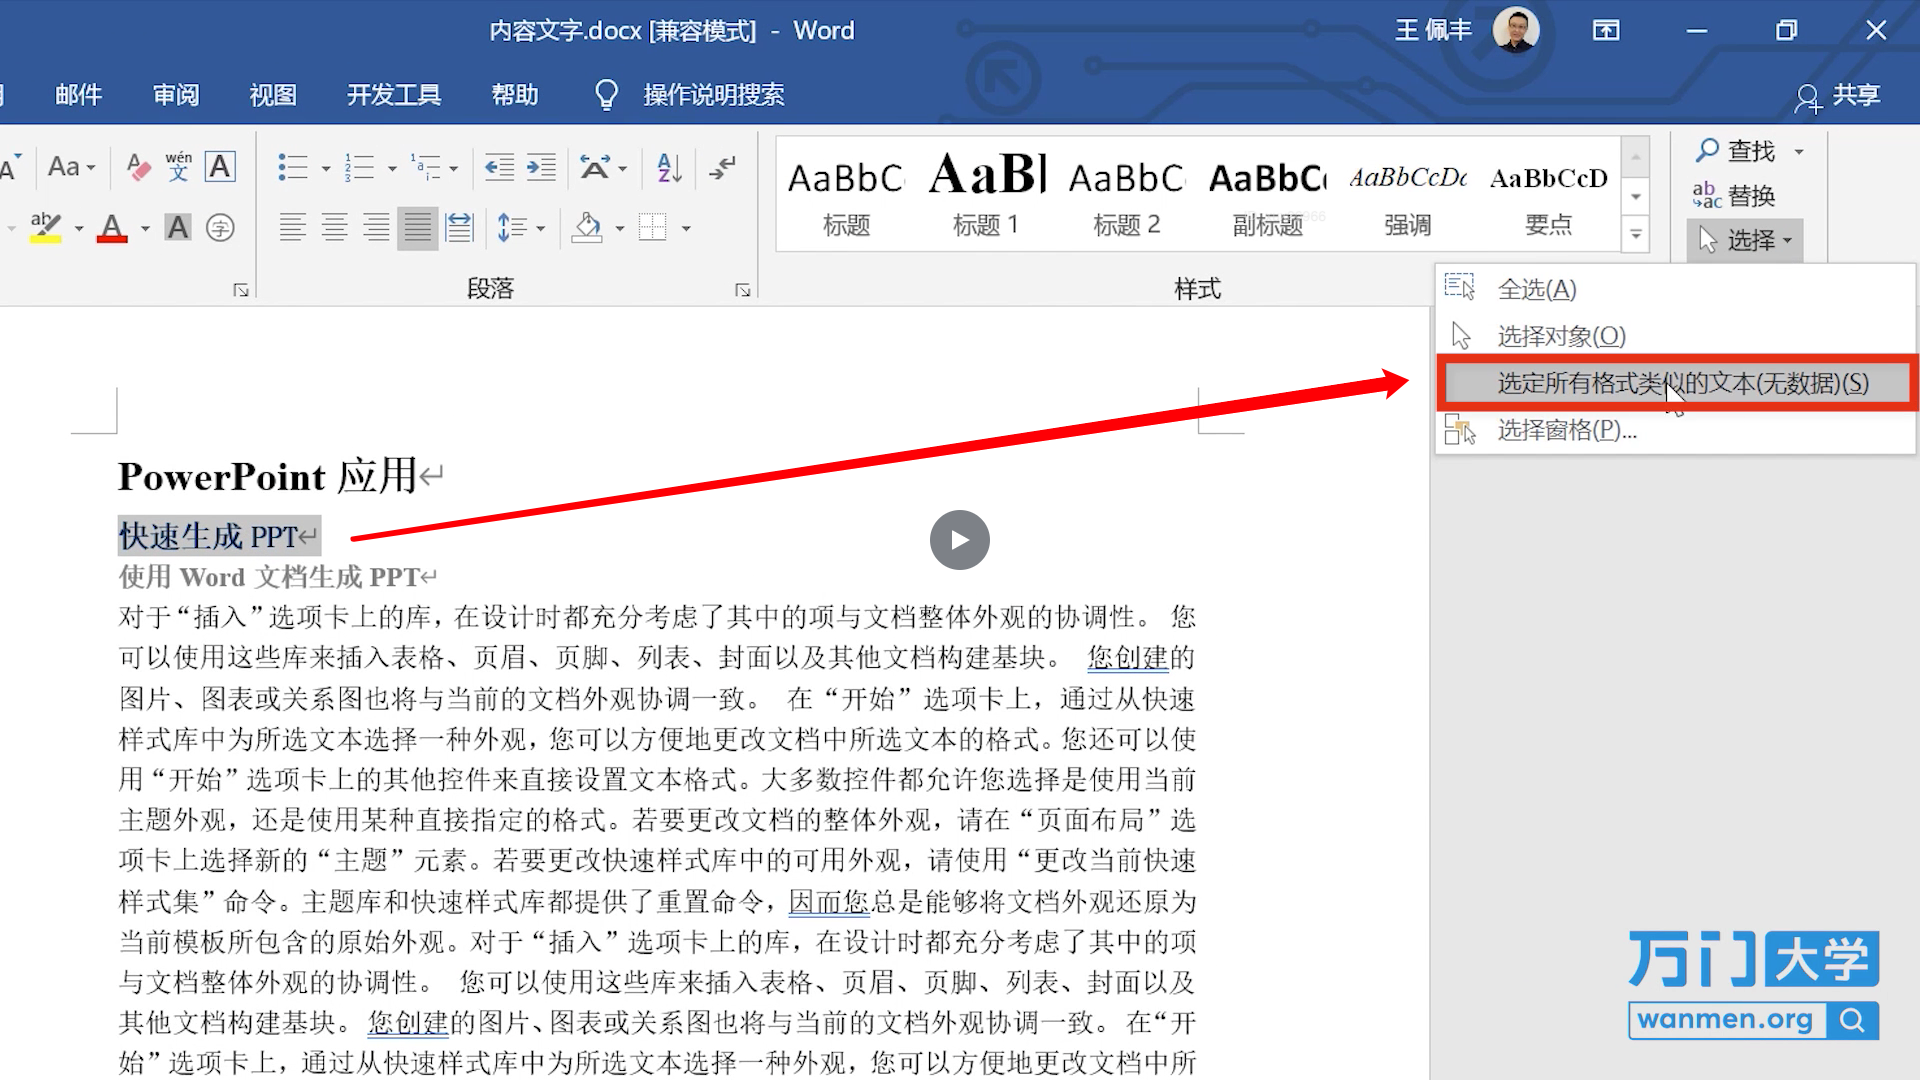 内容文字.docx [兼容模式] - Word
王 佩丰
邮件 审阅 视图 开发工具 帮助 操作说明搜索
共享
Aa wén 文 A
AaBbC AaBl AaBbC AaBbC AaBbCcDc AaBbCcD
标题 标题 1 标题 2 副标题 强调 要点
查找
替换
选择
段落
样式
全选(A)
选择对象(O)
选定所有格式类似的文本(无数据)(S)
选择窗格(P)...
PowerPoint 应用
快速生成 PPT
使用 Word 文档生成 PPT
对于“插入”选项卡上的库，在设计时都充分考虑了其中的项与文档整体外观的协调性。 您
可以使用这些库来插入表格、页眉、页脚、列表、封面以及其他文档构建基块。 您创建的
图片、图表或关系图也将与当前的文档外观协调一致。 在“开始”选项卡上，通过从快速
样式库中为所选文本选择一种外观，您可以方便地更改文档中所选文本的格式。您还可以使
用“开始”选项卡上的其他控件来直接设置文本格式。大多数控件都允许您选择是使用当前
主题外观，还是使用某种直接指定的格式。若要更改文档的整体外观，请在“页面布局”选
项卡上选择新的“主题”元素。若要更改快速样式库中的可用外观，请使用“更改当前快速
样式集”命令。主题库和快速样式库都提供了重置命令，因而您总是能够将文档外观还原为
当前模板所包含的原始外观。对于“插入”选项卡上的库，在设计时都充分考虑了其中的项
与文档整体外观的协调性。 您可以使用这些库来插入表格、页眉、页脚、列表、封面以及
其他文档构建基块。 您创建的图片、图表或关系图也将与当前的文档外观协调一致。 在“开
始”选项卡上，通过从快速样式库中为所选文本选择一种外观，您可以方便地更改文档中所
万门大学
wanmen.org